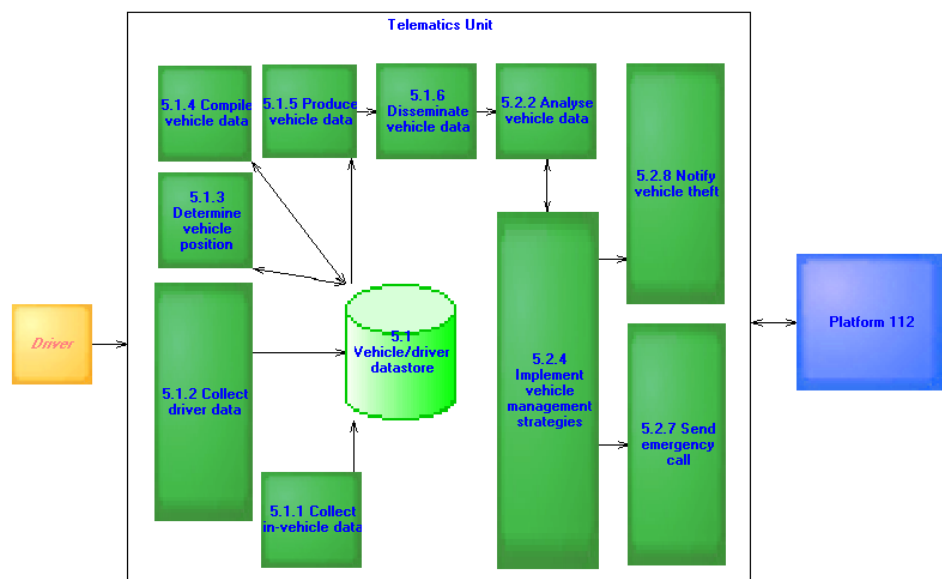 Telematics Unit
5.1.4 Compile
vehicle data
5.1.5 Produce
vehicle data
5.1.6
Disseminate
vehicle data
5.2.2 Analyse
vehicle data
5.2.8 Notify
vehicle theft
5.1.3
Determine
vehicle
position
Driver
5.1.2 Collect
driver data
5.1
Vehicle/driver
datastore
5.2.4
Implement
vehicle
management
strategies
Platform 112
5.2.7 Send
emergency
call
5.1.1 Collect
in-vehicle data